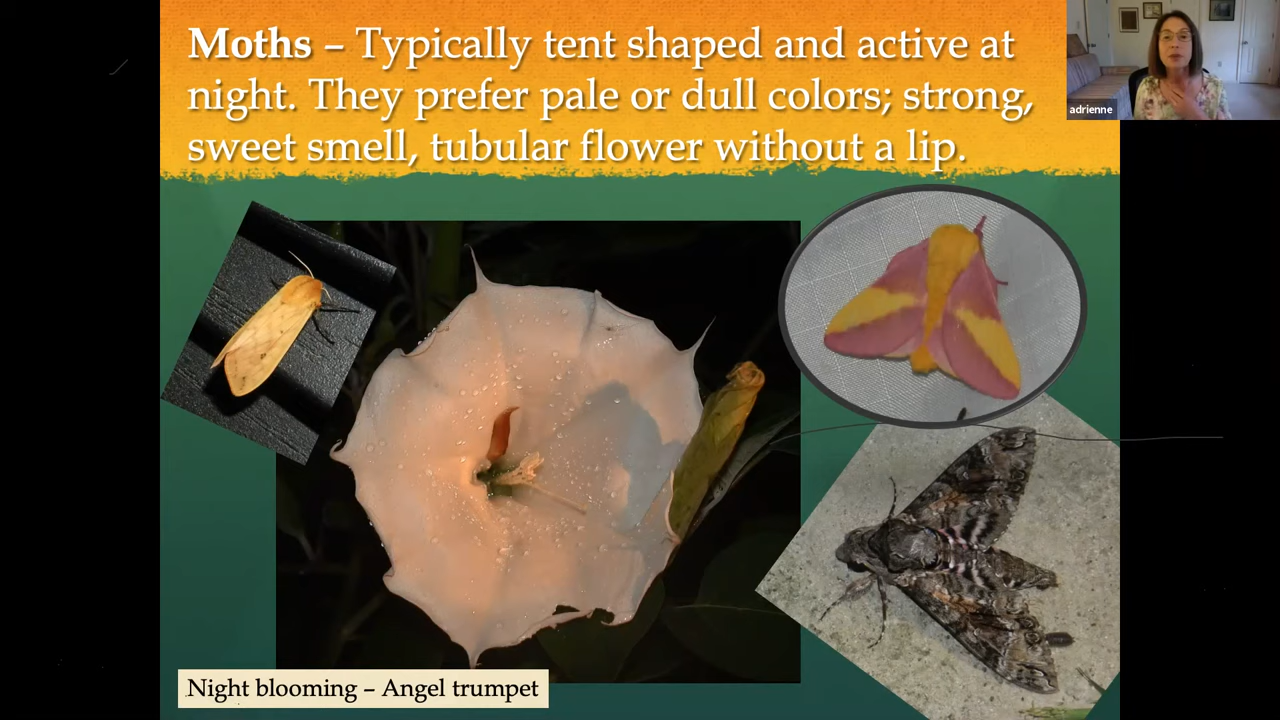 Moths – Typically tent shaped and active at
night. They prefer pale or dull colors; strong,
sweet smell, tubular flower without a lip.
adrienne
Night blooming – Angel trumpet